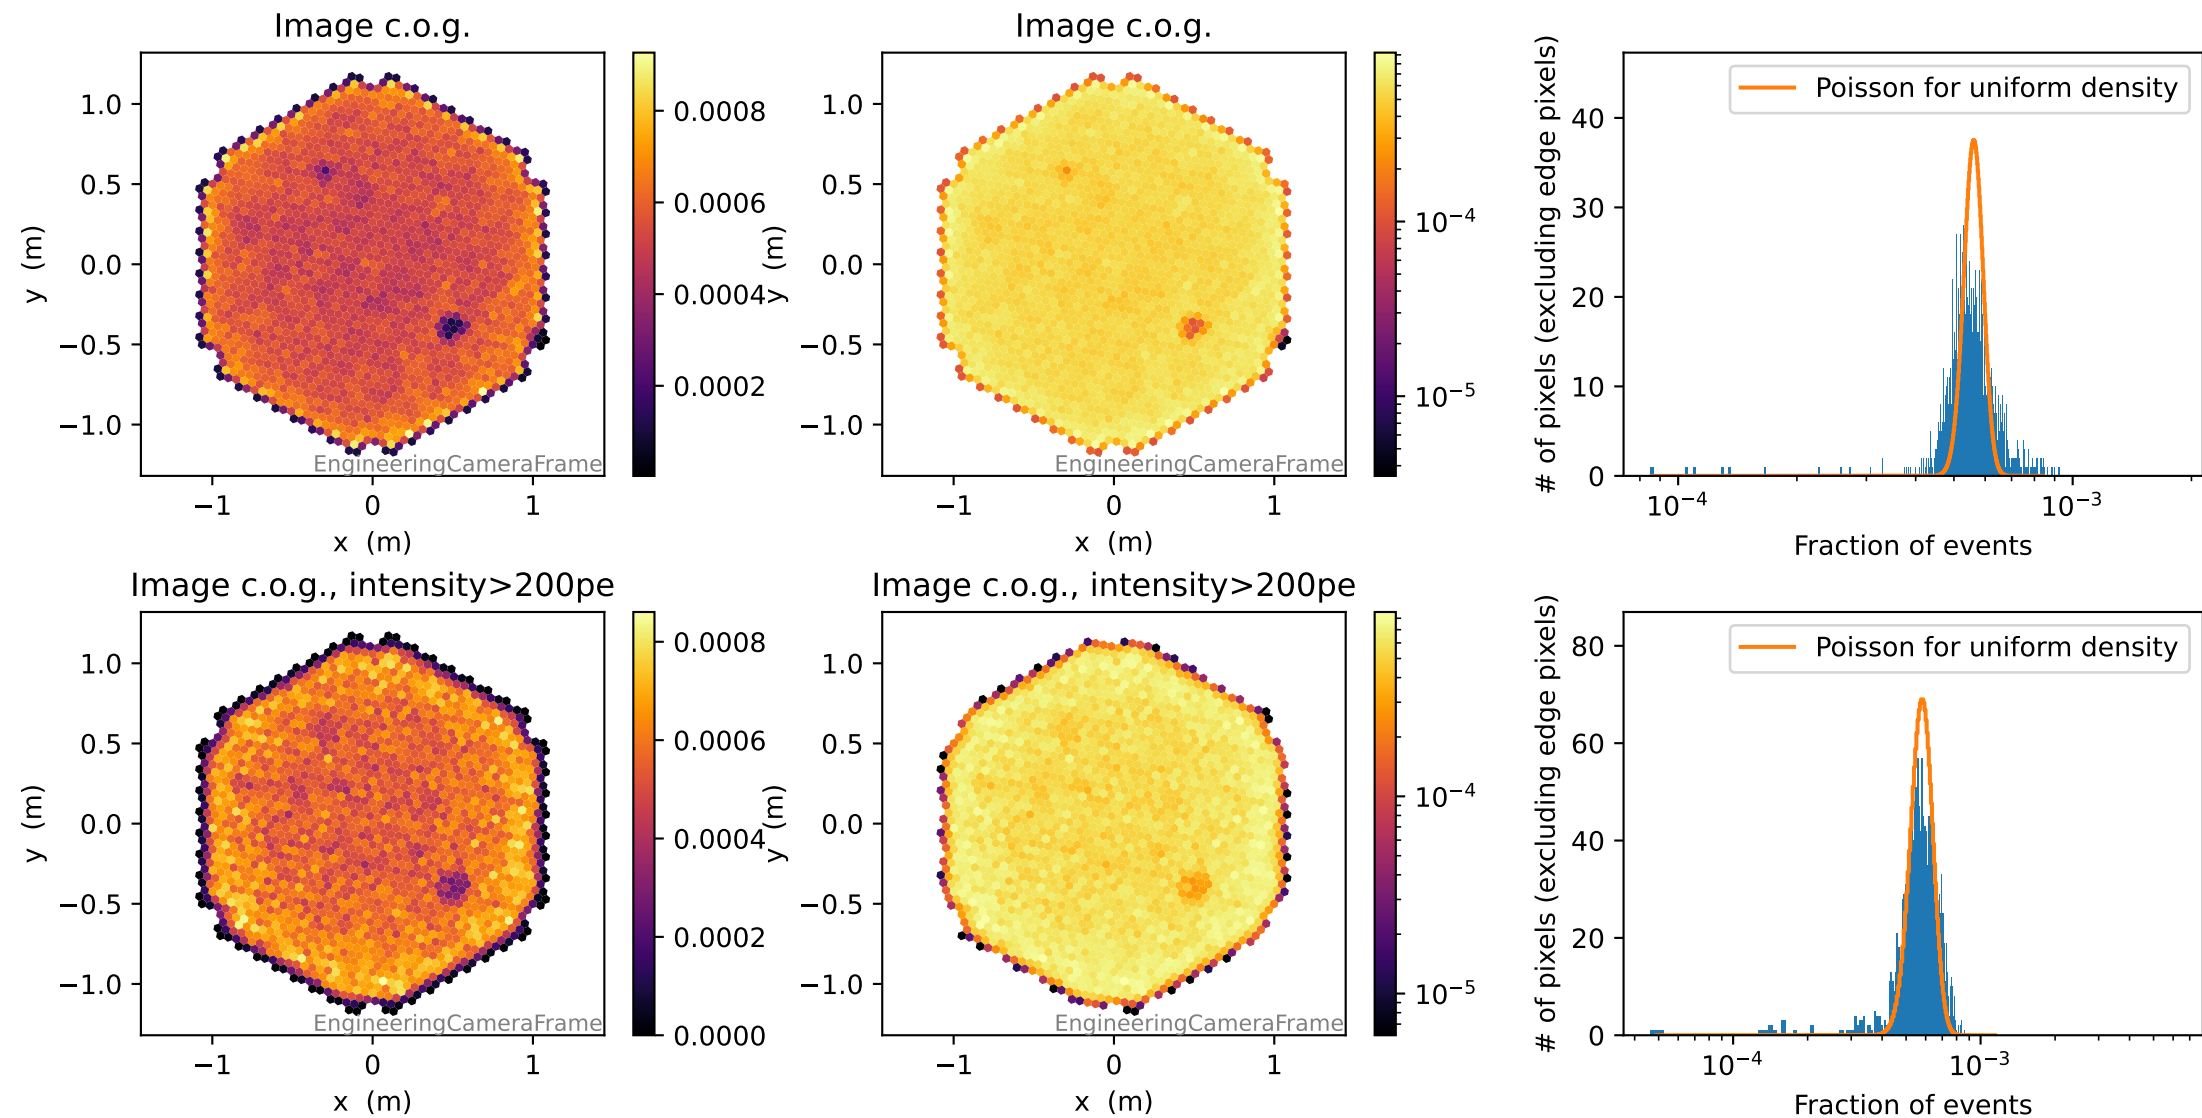 Image c.o.g.
1.0
0.5
0.0
−0.5
−1.0
y (m)
−1
0
1
x (m)
EngineeringCameraFrame
0.0008
0.0006
0.0004
0.0002
Image c.o.g.
1.0
0.5
0.0
−0.5
−1.0
y (m)
−1
0
1
x (m)
EngineeringCameraFrame
10⁻⁴
10⁻⁵
# of pixels (excluding edge pixels)
40
30
20
10
0
Poisson for uniform density
10⁻⁴
10⁻³
Fraction of events
Image c.o.g., intensity>200pe
1.0
0.5
0.0
−0.5
−1.0
y (m)
−1
0
1
x (m)
EngineeringCameraFrame
0.0008
0.0006
0.0004
0.0002
0.0000
Image c.o.g., intensity>200pe
1.0
0.5
0.0
−0.5
−1.0
y (m)
−1
0
1
x (m)
EngineeringCameraFrame
10⁻⁴
10⁻�5
# of pixels (excluding edge pixels)
80
60
40
20
0
Poisson for uniform density
10⁻⁴
10⁻³
Fraction of events